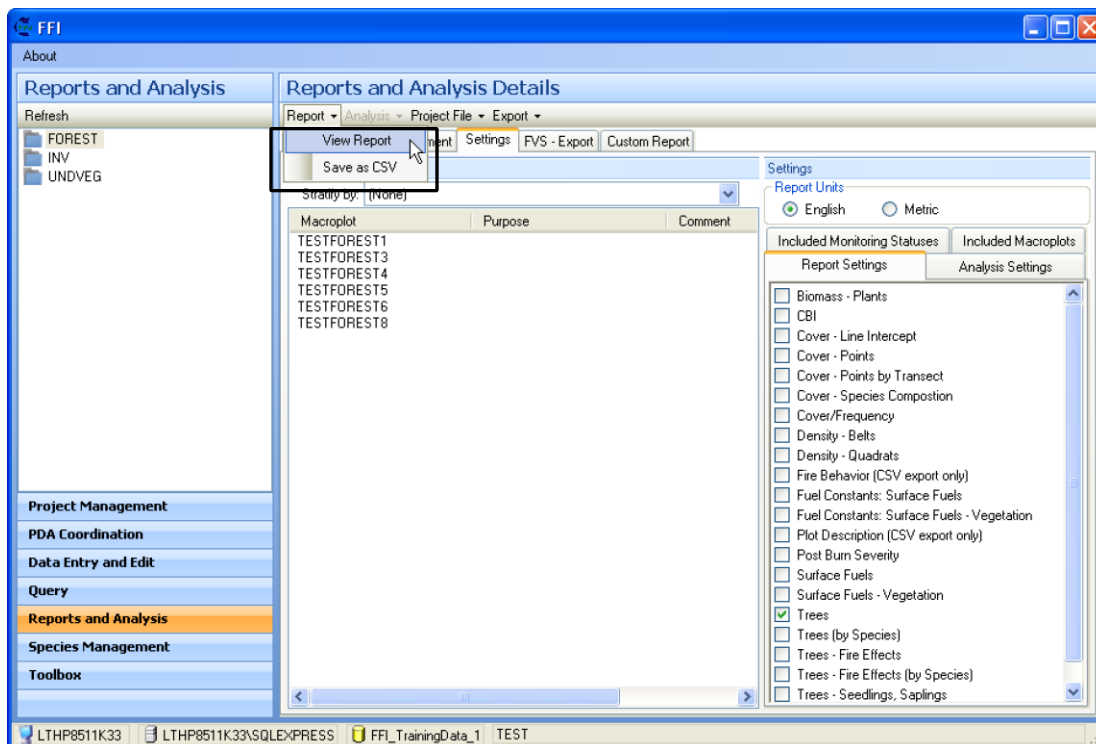 FFI
About
Reports and Analysis
Refresh
FOREST
INV
UNDVEG
Project Management
PDA Coordination
Data Entry and Edit
Query
Reports and Analysis
Species Management
Toolbox
Reports and Analysis Details
Report Analysis Project File Export
View Report
Save as CSV
Settings FVS - Export Custom Report
Stratify by: (None)
Macroplot Purpose Comment
TESTFOREST1
TESTFOREST3
TESTFOREST4
TESTFOREST5
TESTFOREST6
TESTFOREST8
Settings
Report Units
English Metric
Included Monitoring Statuses Included Macroplots
Report Settings Analysis Settings
Biomass - Plants
CBI
Cover - Line Intercept
Cover - Points
Cover - Points by Transect
Cover - Species Compostion
Cover/Frequency
Density - Belts
Density - Quadrats
Fire Behavior (CSV export only)
Fuel Constants: Surface Fuels
Fuel Constants: Surface Fuels - Vegetation
Plot Description (CSV export only)
Post Burn Severity
Surface Fuels
Surface Fuels - Vegetation
Trees
Trees (by Species)
Trees - Fire Effects
Trees - Fire Effects (by Species)
Trees - Seedlings, Saplings
LTHP8511K33 LTHP8511K33\SQLEXPRESS FFI_TrainingData_1 TEST